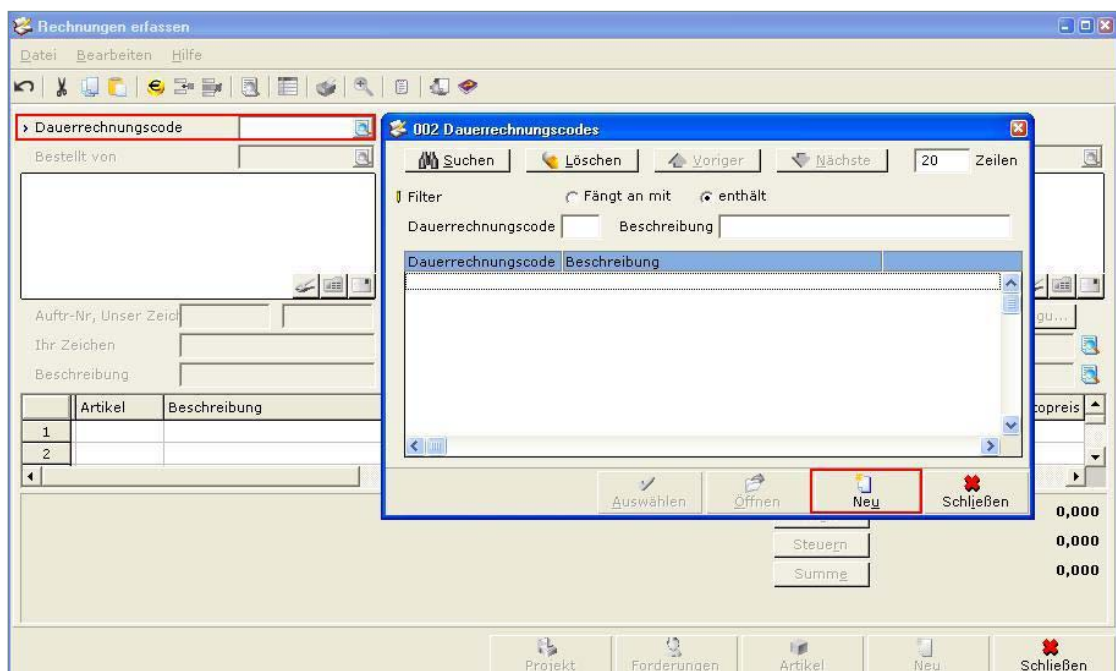 Rechnungen erfassen
Datei Bearbeiten Hilfe
Dauerrechnungscode
Bestellt von
002 Dauerrechnungscodes
Suchen Löschen Voriger Nächste 20 Zeilen
Filter Fängt an mit enthält
Dauerrechnungscode Beschreibung
Dauerrechnungscode Beschreibung
Auftr-Nr, Unser Zeich
gu...
Ihr Zeichen
Beschreibung
Artikel Beschreibung
topreis
1
2
Auswählen Öffnen Neu Schließen
0,000
Steuern 0,000
Summe 0,000
Projekt Forderungen Artikel Neu Schließen